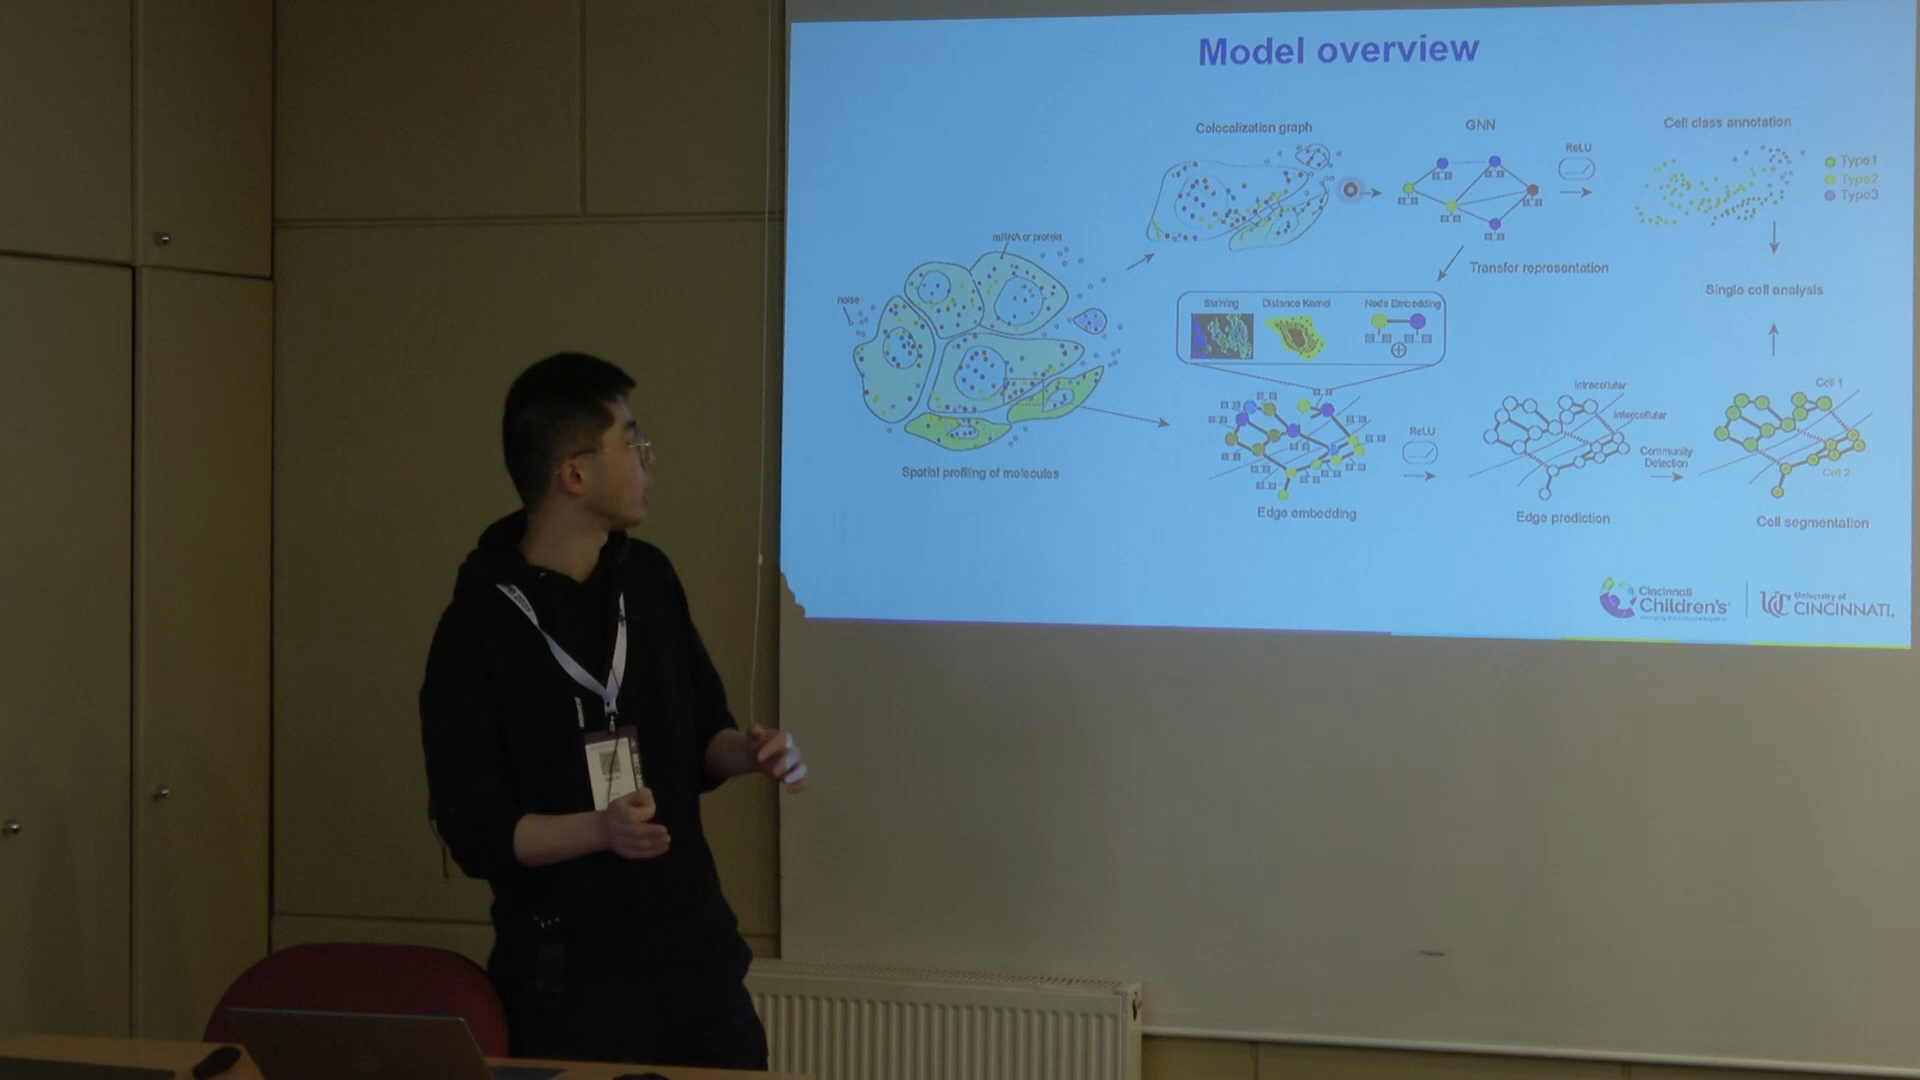 Model overview
Colocalization graph
GNN
ReLU
Cell class annotation
Type1
Type2
Type3
mRNA or protein
noise
Transfer representation
Single cell analysis
Staining
Distance Kernel
Node Embedding
Spatial profiling of molecules
Edge embedding
ReLU
Intracellular
Intercellular
Edge prediction
Community
Detection
Cell 1
Cell 2
Cell segmentation
Cincinnati
Children's
University of
CINCINNATI.